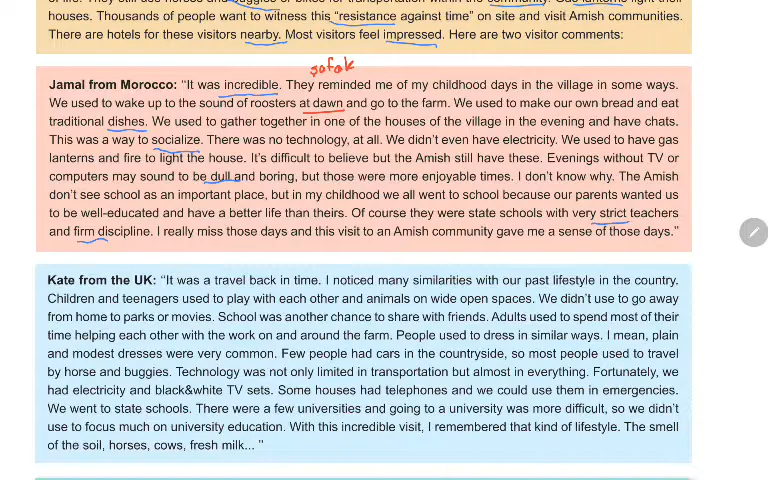 houses. Thousands of people want to witness this “resistance against time” on site and visit Amish communities.
There are hotels for these visitors nearby. Most visitors feel impressed. Here are two visitor comments:
şafak
Jamal from Morocco: “It was incredible. They reminded me of my childhood days in the village in some ways.
We used to wake up to the sound of roosters at dawn and go to the farm. We used to make our own bread and eat
traditional dishes. We used to gather together in one of the houses of the village in the evening and have chats.
This was a way to socialize. There was no technology, at all. We didn’t even have electricity. We used to have gas
lanterns and fire to light the house. It’s difficult to believe but the Amish still have these. Evenings without TV or
computers may sound to be dull and boring, but those were more enjoyable times. I don’t know why. The Amish
don’t see school as an important place, but in my childhood we all went to school because our parents wanted us
to be well-educated and have a better life than theirs. Of course they were state schools with very strict teachers
and firm discipline. I really miss those days and this visit to an Amish community gave me a sense of those days.”
Kate from the UK: “It was a travel back in time. I noticed many similarities with our past lifestyle in the country.
Children and teenagers used to play with each other and animals on wide open spaces. We didn’t use to go away
from home to parks or movies. School was another chance to share with friends. Adults used to spend most of their
time helping each other with the work on and around the farm. People used to dress in similar ways. I mean, plain
and modest dresses were very common. Few people had cars in the countryside, so most people used to travel
by horse and buggies. Technology was not only limited in transportation but almost in everything. Fortunately, we
had electricity and black&white TV sets. Some houses had telephones and we could use them in emergencies.
We went to state schools. There were a few universities and going to a university was more difficult, so we didn’t
use to focus much on university education. With this incredible visit, I remembered that kind of lifestyle. The smell
of the soil, horses, cows, fresh milk... ”